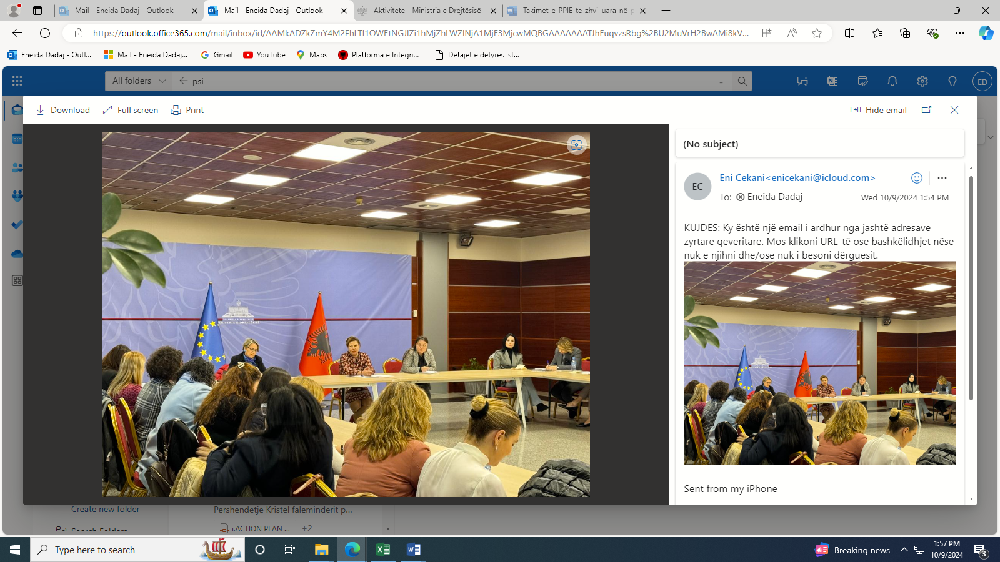 Mail - Eneida Dadaj - Outlook
Mail - Eneida Dadaj - Outlook
Aktivitete - Ministria e Drejtësisë
Takimet-e-PPIE-te-zhvilluara-në-p
https://outlook.office365.com/mail/inbox/id/AAMkADZkZmY4M2FhLTI1OWEtNGJlZi1hMjZhLWZlNjA1MjE3MjcwMQBGAAAAAAATJhEuqvzsRbg%2BU2MuVrH2BwAMi8kV...
Eneida Dadaj - Outl...
Mail - Eneida Dadaj...
Gmail
YouTube
Maps
Platforma e Integri...
Detajet e detyres Ist...
All folders
psi
ED
Download
Full screen
Print
Hide email
(No subject)
EC
Eni Cekani<enicekani@icloud.com>
To: Eneida Dadaj
Wed 10/9/2024 1:54 PM
KUJDES: Ky është një email i ardhur nga jashtë adresave
zyrtare qeveritare. Mos klikoni URL-të ose bashkëlidhjet nëse
nuk e njihni dhe/ose nuk i besoni dërguesit.
MINISTRIA E DREJTËSISË
Sent from my iPhone
Create new folder
Search Folders
Pershendetje Kristel faleminderit p...
i.ACTION PLAN ...
+2
Type here to search
Breaking news
1:57 PM
10/9/2024
3